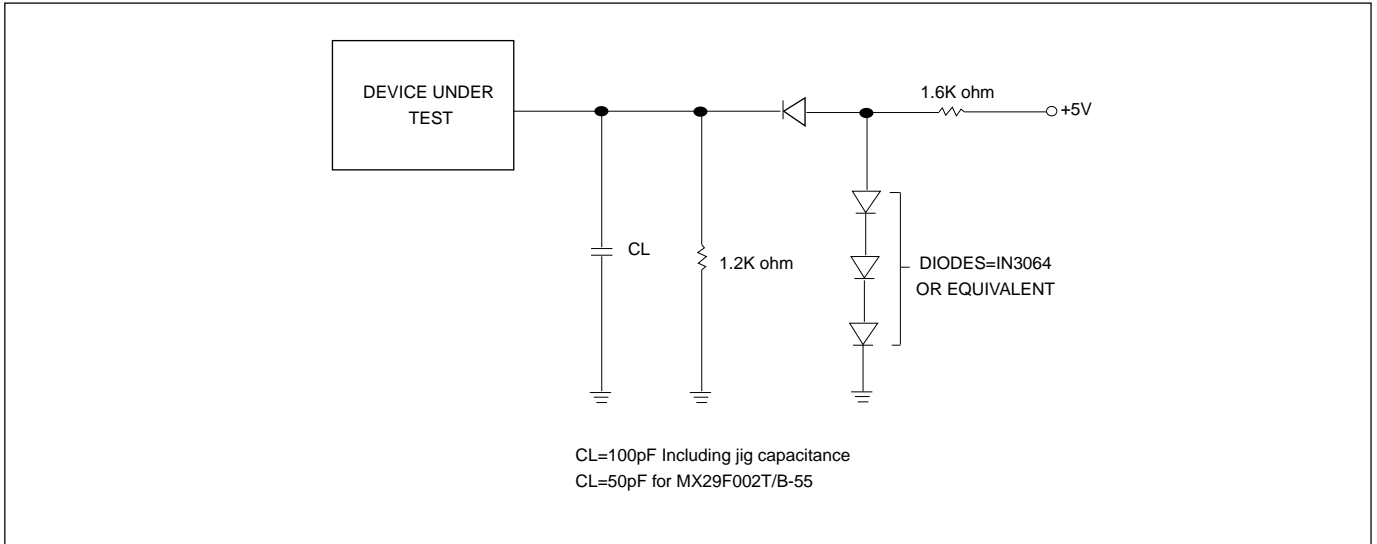 DEVICE UNDER
TEST
1.6K ohm
+5V
CL
1.2K ohm
DIODES=IN3064
OR EQUIVALENT
CL=100pF Including jig capacitance
CL=50pF for MX29F002T/B-55